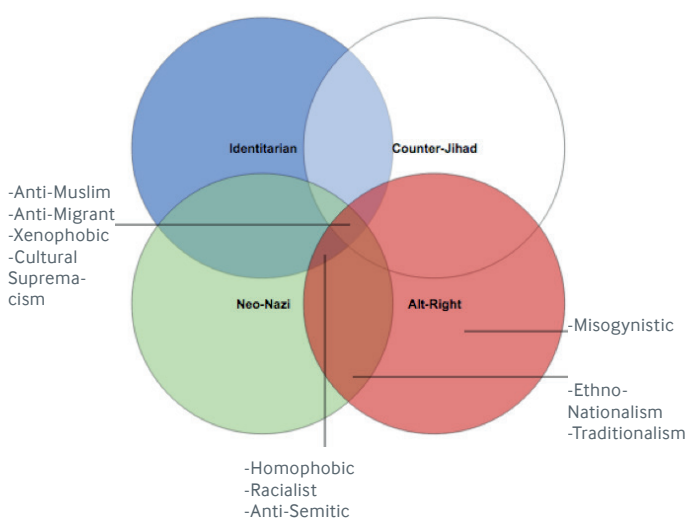 Identitarian
Counter-Jihad
-Anti-Muslim
-Anti-Migrant
-Xenophobic
-Cultural
Suprema-
cism
Neo-Nazi
Alt-Right
-Misogynistic
-Ethno-
Nationalism
-Traditionalism
-Homophobic
-Racialist
-Anti-Semitic